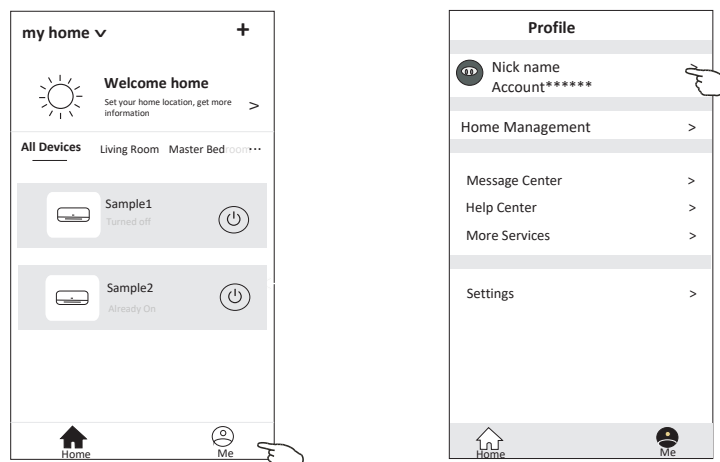 my home
+
Welcome home
Set your home location, get more
information
>
All Devices Living Room Master Bedroom...
Sample1
Turned off
Sample2
Already On
Home
Me
Profile
Nick name
Account******
>
Home Management >
Message Center >
Help Center >
More Services >
Settings >
Home
Me